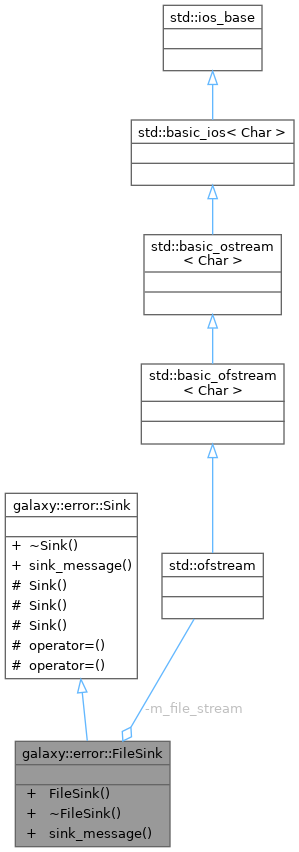 std::ios_base
std::basic_ios< Char >
std::basic_ostream
< Char >
std::basic_ofstream
< Char >
galaxy::error::Sink
+ ~Sink()
+ sink_message()
# Sink()
# Sink()
# Sink()
# operator=()
# operator=()
std::ofstream
-m_file_stream
galaxy::error::FileSink
+ FileSink()
+ ~FileSink()
+ sink_message()